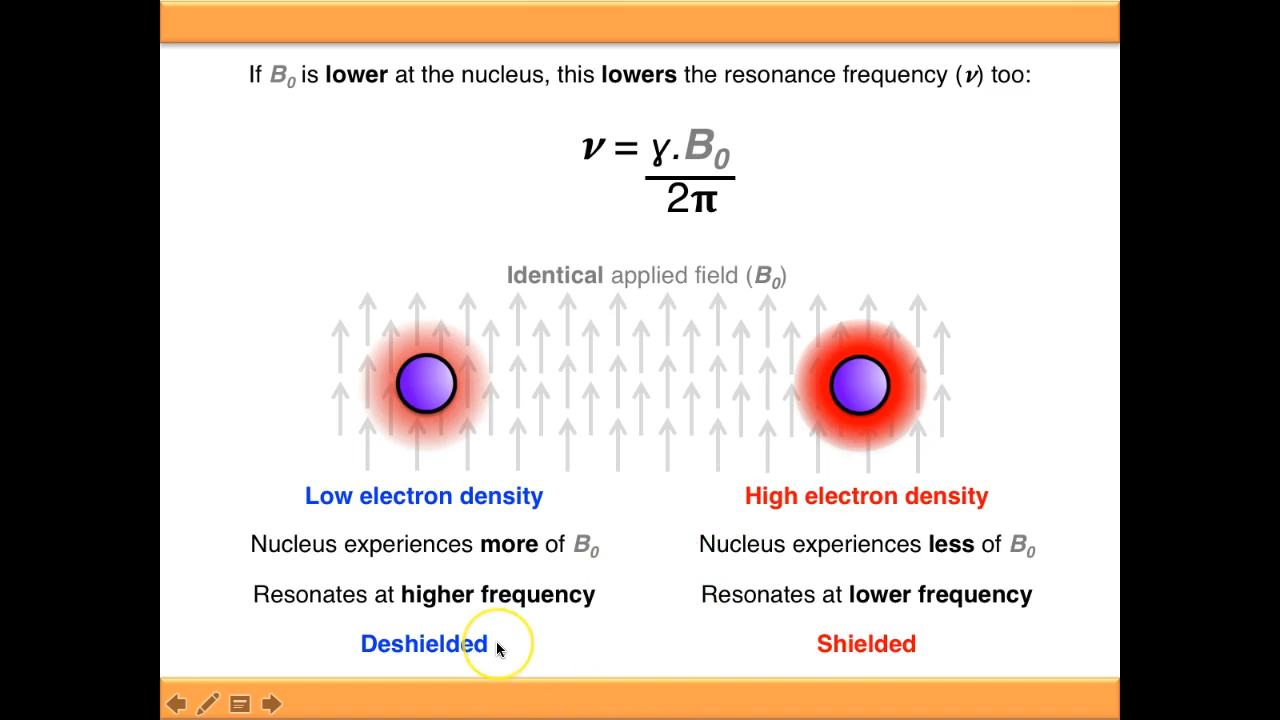 If B₀ is lower at the nucleus, this lowers the resonance frequency (ν) too:
ν = γ.B₀
2π
Identical applied field (B₀)
Low electron density
High electron density
Nucleus experiences more of B₀
Nucleus experiences less of B₀
Resonates at higher frequency
Resonates at lower frequency
Deshielded
Shielded